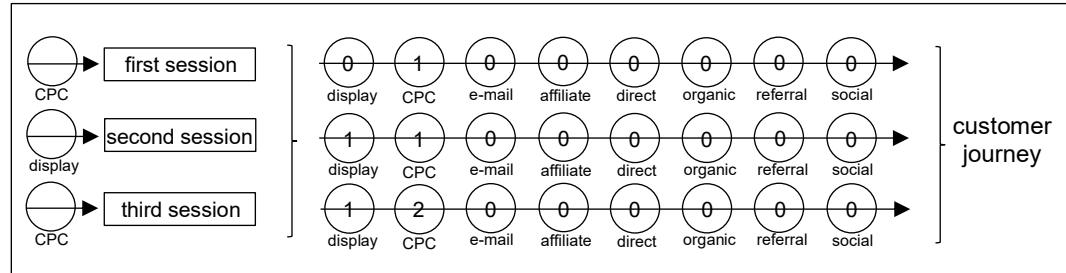 first session
CPC
0 1 0 0 0 0 0 0
display CPC e-mail affiliate direct organic referral social
second session
display
1 1 0 0 0 0 0 0
display CPC e-mail affiliate direct organic referral social
third session
CPC
1 2 0 0 0 0 0 0
display CPC e-mail affiliate direct organic referral social
customer
journey